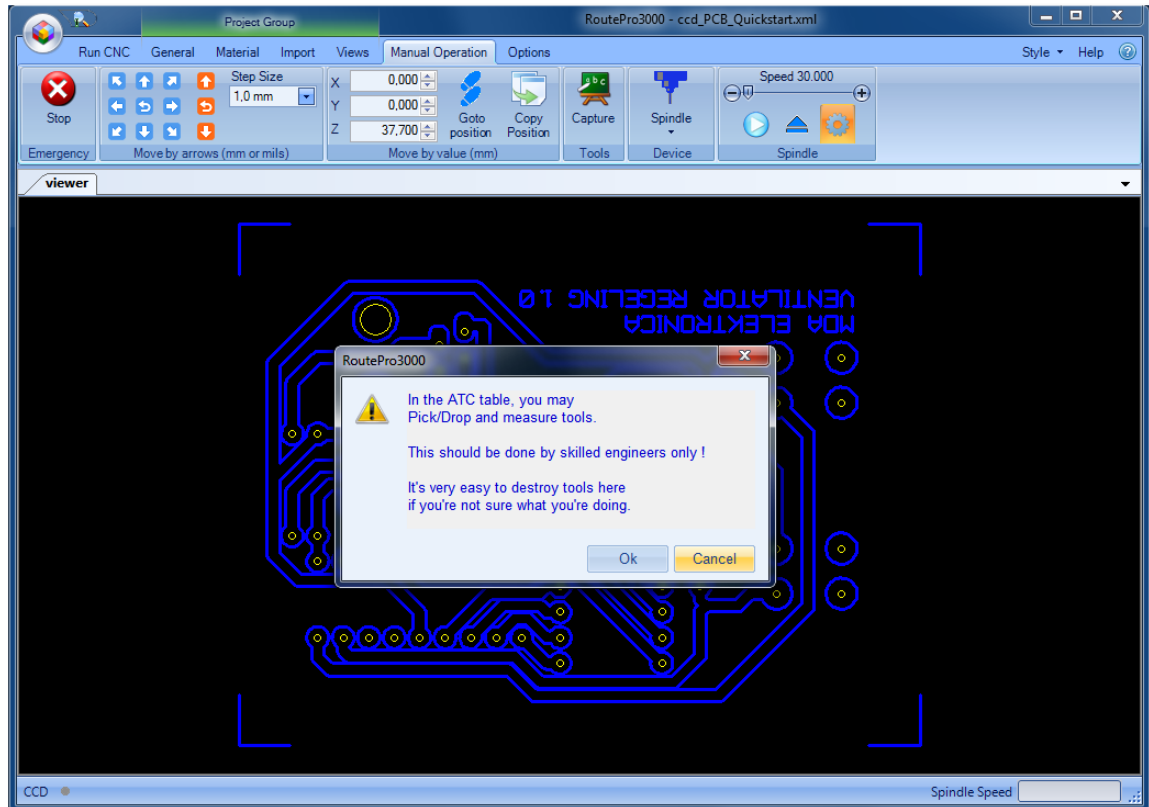 Project Group
RoutePro3000 - ccd_PCB_Quickstart.xml
Run CNC General Material Import Views Manual Operation Options
Style Help
Stop
Emergency
Step Size
1,0 mm
Move by arrows (mm or mils)
X 0,000
Y 0,000
Z 37,700
Goto position
Copy Position
Move by value (mm)
Capture
Tools
Spindle
Device
Speed 30.000
Spindle
viewer
VENTILATOR REGELING 1.0
MDA ELEKTRONICA
RoutePro3000
In the ATC table, you may
Pick/Drop and measure tools.
This should be done by skilled engineers only !
It's very easy to destroy tools here
if you're not sure what you're doing.
Ok Cancel
CCD
Spindle Speed